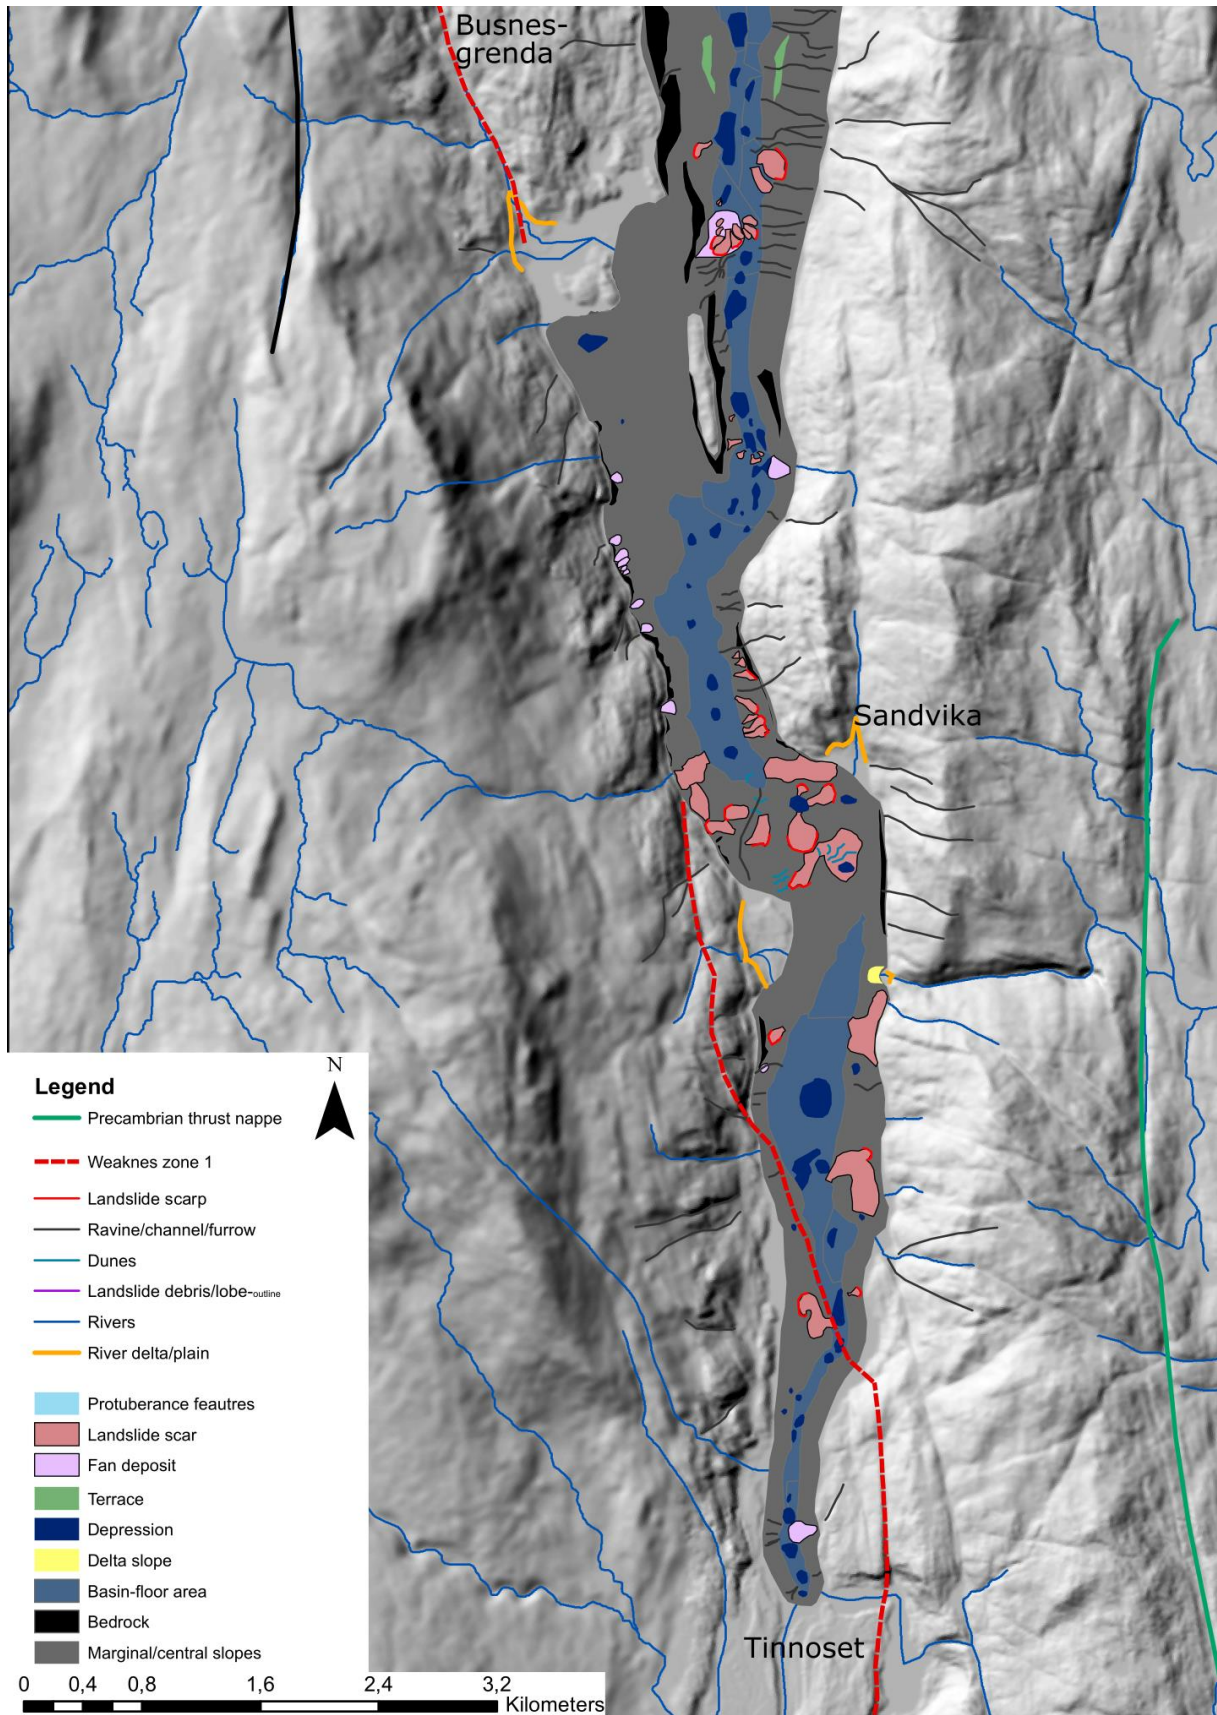 Busnes-
grenda
Sandvika
Legend
N
Precambrian thrust nappe
Weaknes zone 1
Landslide scarp
Ravine/channel/furrow
Dunes
Landslide debris/lobe-outline
Rivers
River delta/plain
Protuberance feautres
Landslide scar
Fan deposit
Terrace
Depression
Delta slope
Basin-floor area
Bedrock
Marginal/central slopes
Tinnoset
0 0,4 0,8 1,6 2,4 3,2
Kilometers